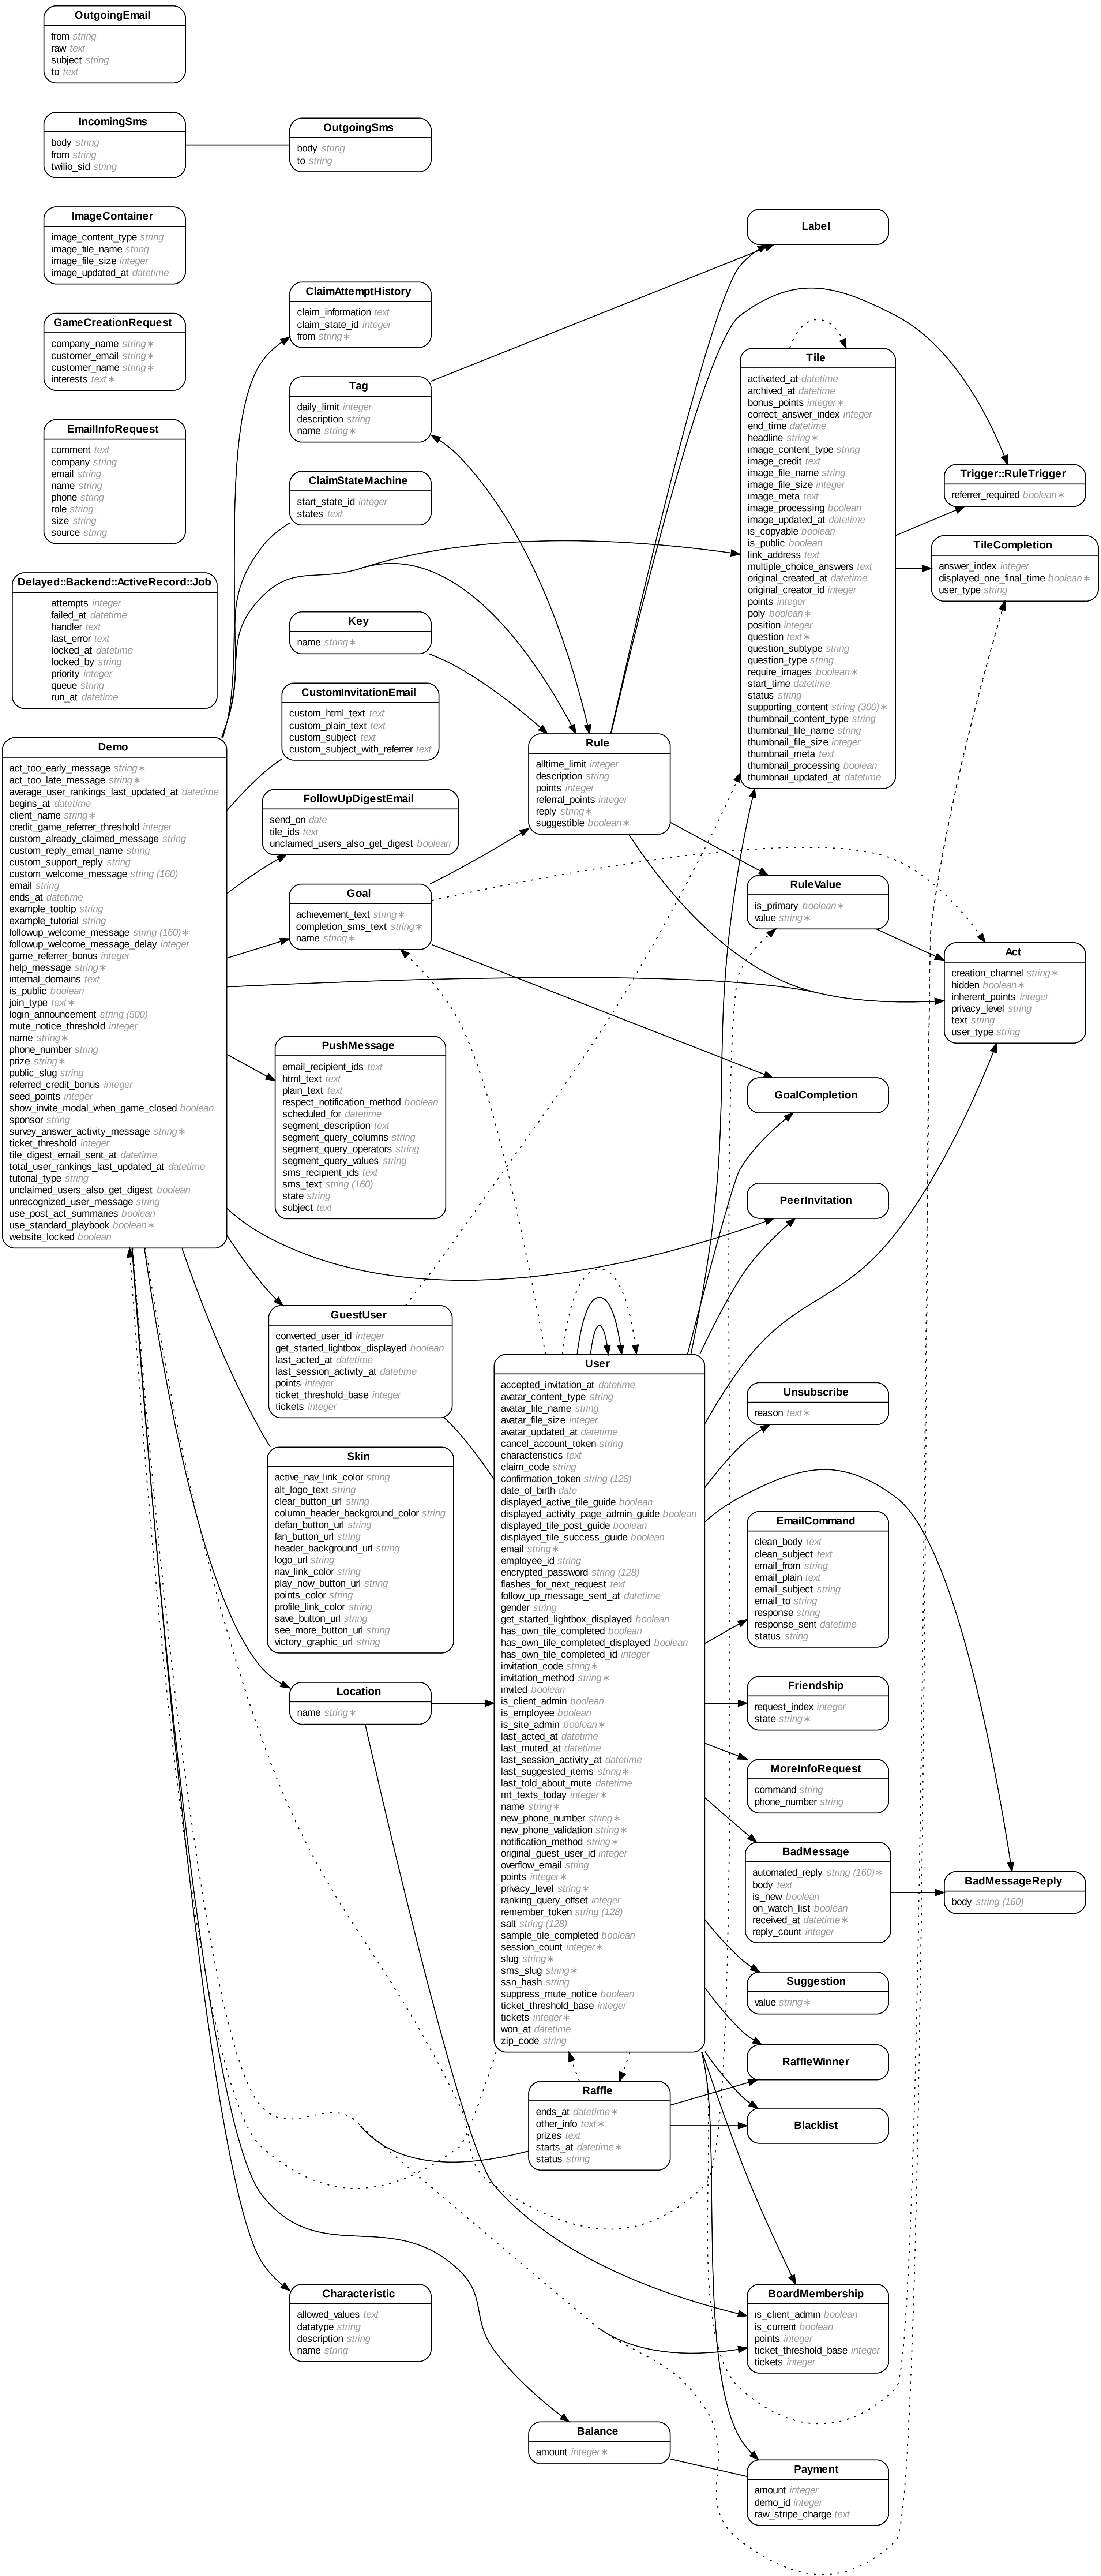 OutgoingEmail
from string
raw text
subject string
to text
IncomingSms
body string
from string
twilio_sid string
OutgoingSms
body string
to string
ImageContainer
image_content_type string
image_file_name string
image_file_size integer
image_updated_at datetime
Label
GameCreationRequest
company_name string∗
customer_email string∗
customer_name string∗
interests text∗
ClaimAttemptHistory
claim_information text
claim_state_id integer
from string∗
Tag
daily_limit integer
description string
name string∗
EmailInfoRequest
comment text
company string
email string
name string
phone string
role string
size string
source string
ClaimStateMachine
start_state_id integer
states text
Tile
activated_at datetime
archived_at datetime
bonus_points integer∗
correct_answer_index integer
end_time datetime
headline string∗
image_content_type string
image_credit text
image_file_name string
image_file_size integer
image_meta text
image_processing boolean
image_updated_at datetime
is_copyable boolean
is_public boolean
link_address text
multiple_choice_answers text
original_created_at datetime
original_creator_id integer
points integer
poly boolean∗
position integer
question text∗
question_subtype string
question_type string
require_images boolean∗
start_time datetime
status string
supporting_content string (300)∗
thumbnail_content_type string
thumbnail_file_name string
thumbnail_file_size integer
thumbnail_meta text
thumbnail_processing boolean
thumbnail_updated_at datetime
Trigger::RuleTrigger
referrer_required boolean∗
TileCompletion
answer_index integer
displayed_one_final_time boolean∗
user_type string
Delayed::Backend::ActiveRecord::Job
attempts integer
failed_at datetime
handler text
last_error text
locked_at datetime
locked_by string
priority integer
queue string
run_at datetime
Key
name string∗
CustomInvitationEmail
custom_html_text text
custom_plain_text text
custom_subject text
custom_subject_with_referrer text
Rule
alltime_limit integer
description string
points integer
referral_points integer
reply string∗
suggestible boolean∗
Demo
act_too_early_message string∗
act_too_late_message string∗
average_user_rankings_last_updated_at datetime
begins_at datetime
client_name string∗
credit_game_referrer_threshold integer
custom_already_claimed_message string
custom_reply_email_name string
custom_support_reply string
custom_welcome_message string (160)
email string
ends_at datetime
example_tooltip string
example_tutorial string
followup_welcome_message string (160)∗
followup_welcome_message_delay integer
game_referrer_bonus integer
help_message string∗
internal_domains text
is_public boolean
join_type text∗
login_announcement string (500)
mute_notice_threshold integer
name string∗
phone_number string
prize string∗
public_slug string
referred_credit_bonus integer
seed_points integer
show_invite_modal_when_game_closed boolean
sponsor string
survey_answer_activity_message string∗
ticket_threshold integer
tile_digest_email_sent_at datetime
total_user_rankings_last_updated_at datetime
tutorial_type string
unclaimed_users_also_get_digest boolean
unrecognized_user_message string
use_post_act_summaries boolean
use_standard_playbook boolean∗
website_locked boolean
FollowUpDigestEmail
send_on date
tile_ids text
unclaimed_users_also_get_digest boolean
Goal
achievement_text string∗
completion_sms_text string∗
name string∗
RuleValue
is_primary boolean∗
value string∗
Act
creation_channel string∗
hidden boolean∗
inherent_points integer
privacy_level string
text string
user_type string
PushMessage
email_recipient_ids text
html_text text
plain_text text
respect_notification_method boolean
scheduled_for datetime
segment_description text
segment_query_columns string
segment_query_operators string
segment_query_values string
sms_recipient_ids text
sms_text string (160)
state string
subject text
GoalCompletion
PeerInvitation
GuestUser
converted_user_id integer
get_started_lightbox_displayed boolean
last_acted_at datetime
last_session_activity_at datetime
points integer
ticket_threshold_base integer
tickets integer
User
accepted_invitation_at datetime
avatar_content_type string
avatar_file_name string
avatar_file_size integer
avatar_updated_at datetime
cancel_account_token string
characteristics text
claim_code string
confirmation_token string (128)
date_of_birth date
displayed_active_tile_guide boolean
displayed_activity_page_admin_guide boolean
displayed_tile_post_guide boolean
displayed_tile_success_guide boolean
email string∗
employee_id string
encrypted_password string (128)
flashes_for_next_request text
follow_up_message_sent_at datetime
gender string
get_started_lightbox_displayed boolean
has_own_tile_completed boolean
has_own_tile_completed_displayed boolean
has_own_tile_completed_id integer
invitation_code string∗
invitation_method string∗
invited boolean
is_client_admin boolean
is_employee boolean
is_site_admin boolean∗
last_acted_at datetime
last_muted_at datetime
last_session_activity_at datetime
last_suggested_items string∗
last_told_about_mute datetime
mt_texts_today integer∗
name string∗
new_phone_number string∗
new_phone_validation string∗
notification_method string∗
original_guest_user_id integer
overflow_email string
points integer∗
privacy_level string∗
ranking_query_offset integer
remember_token string (128)
salt string (128)
sample_tile_completed boolean
session_count integer∗
slug string∗
sms_slug string∗
ssn_hash string
suppress_mute_notice boolean
ticket_threshold_base integer
tickets integer∗
won_at datetime
zip_code string
Unsubscribe
reason text∗
Skin
active_nav_link_color string
alt_logo_text string
clear_button_url string
column_header_background_color string
defan_button_url string
fan_button_url string
header_background_url string
logo_url string
nav_link_color string
play_now_button_url string
points_color string
profile_link_color string
save_button_url string
see_more_button_url string
victory_graphic_url string
EmailCommand
clean_body text
clean_subject text
email_from string
email_plain text
email_subject string
email_to string
response string
response_sent datetime
status string
Location
name string∗
Friendship
request_index integer
state string∗
MoreInfoRequest
command string
phone_number string
BadMessage
automated_reply string (160)∗
body text
is_new boolean
on_watch_list boolean
received_at datetime∗
reply_count integer
BadMessageReply
body string (160)
Suggestion
value string∗
RaffleWinner
Raffle
ends_at datetime∗
other_info text∗
prizes text
starts_at datetime∗
status string
Blacklist
Characteristic
allowed_values text
datatype string
description string
name string
BoardMembership
is_client_admin boolean
is_current boolean
points integer
ticket_threshold_base integer
tickets integer
Balance
amount integer∗
Payment
amount integer
demo_id integer
raw_stripe_charge text